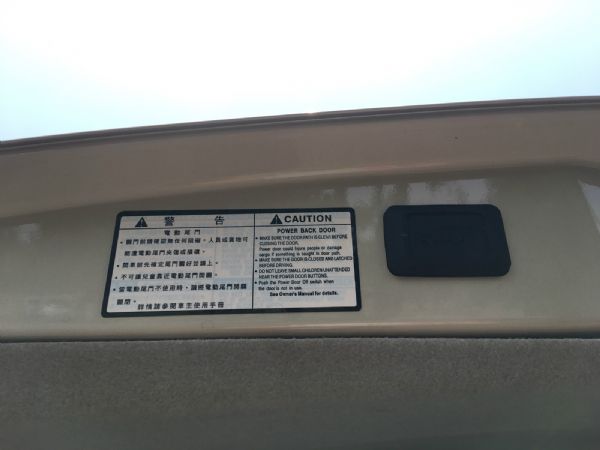 警 告
電動尾門
•關門前請確認無任何阻礙,人員或貨物可
能遭電動尾門夾傷或損壞。
•開車前先確定尾門關好並鎖上。
•不可讓兒童靠近電動尾門開關。
•當電動尾門不使用時,請將電動尾門開關
關閉。
詳情請參閱車主使用手冊
CAUTION
POWER BACK DOOR
• MAKE SURE THE DOOR PATH IS CLEAR BEFORE
CLOSING THE DOOR.
Power door could injure people or damage
cargo if something is caught in door path.
• MAKE SURE THE DOOR IS CLOSED AND LATCHED
BEFORE DRIVING.
• DO NOT LEAVE SMALL CHILDREN UNATTENDED
NEAR THE POWER DOOR BUTTONS.
• Push the Power Door Off switch when
the door is not in use.
See Owner's Manual for details.